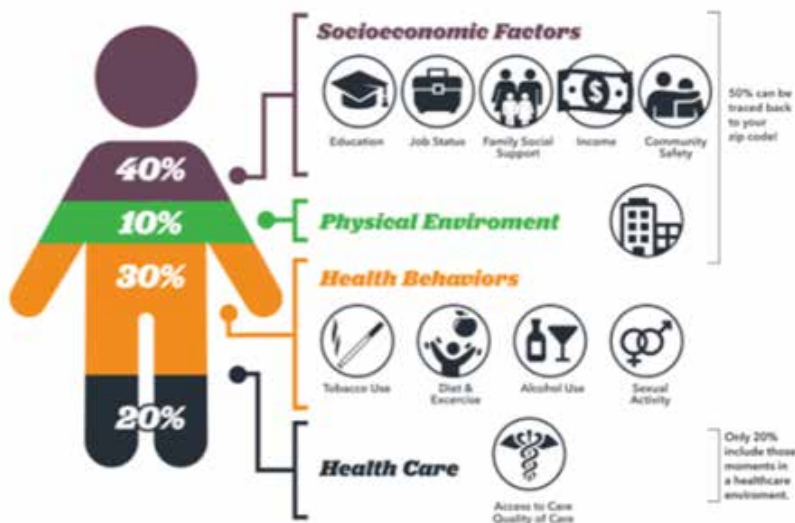 Socioeconomic Factors
Education
Job Status
Family Social
Support
Income
Community
Safety
50% can be
traced back
to your
zip code!
40%
10%
Physical Enviroment
30%
Health Behaviors
Tobacco Use
Diet &
Excercise
Alcohol Use
Sexual
Activity
20%
Health Care
Access to Care
Quality of Care
Only 20%
include those
moments in
a healthcare
enviroment.